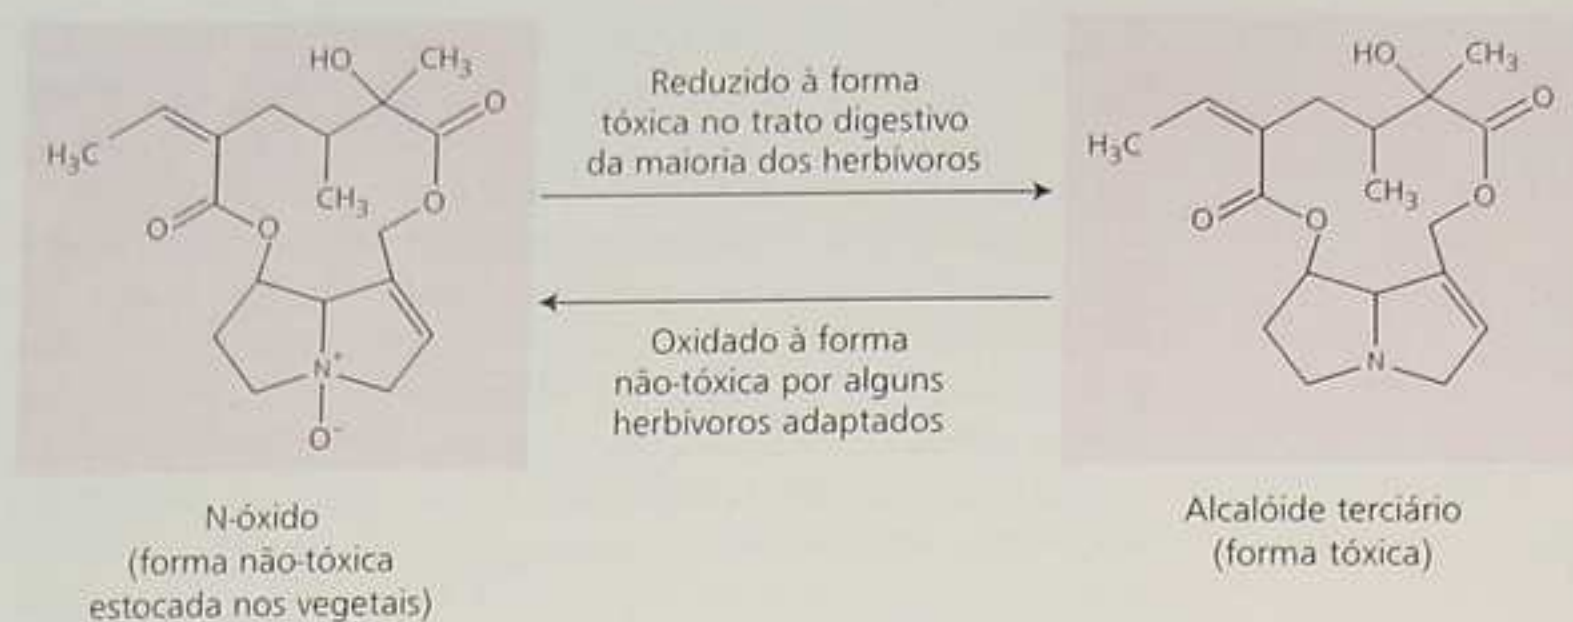 HO
CH3
O
H3C
CH3
O
O
O
N+
O-
N-óxido
(forma não-tóxica
estocada nos vegetais)
Reduzido à forma
tóxica no trato digestivo
da maioria dos herbívoros
Oxidado à forma
não-tóxica por alguns
herbívoros adaptados
HO
CH3
O
H3C
CH3
O
O
O
N
Alcalóide terciário
(forma tóxica)